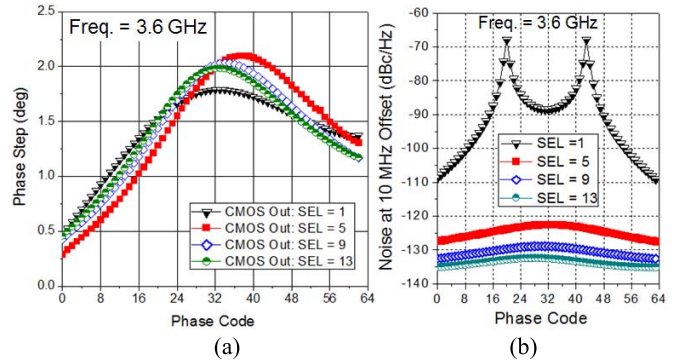 Freq. = 3.6 GHz
Phase Step (deg)
2.5
2.0
1.5
1.0
0.5
0.0
CMOS Out: SEL = 1
CMOS Out: SEL = 5
CMOS Out: SEL = 9
CMOS Out: SEL = 13
0 8 16 24 32 40 48 56 64
Phase Code
(a)
Freq. = 3.6 GHz
Noise at 10 MHz Offset (dBc/Hz)
-60
-70
-80
-90
-100
-110
-120
-130
-140
SEL =1
SEL = 5
SEL = 9
SEL = 13
0 8 16 24 32 40 48 56 64
Phase Code
(b)